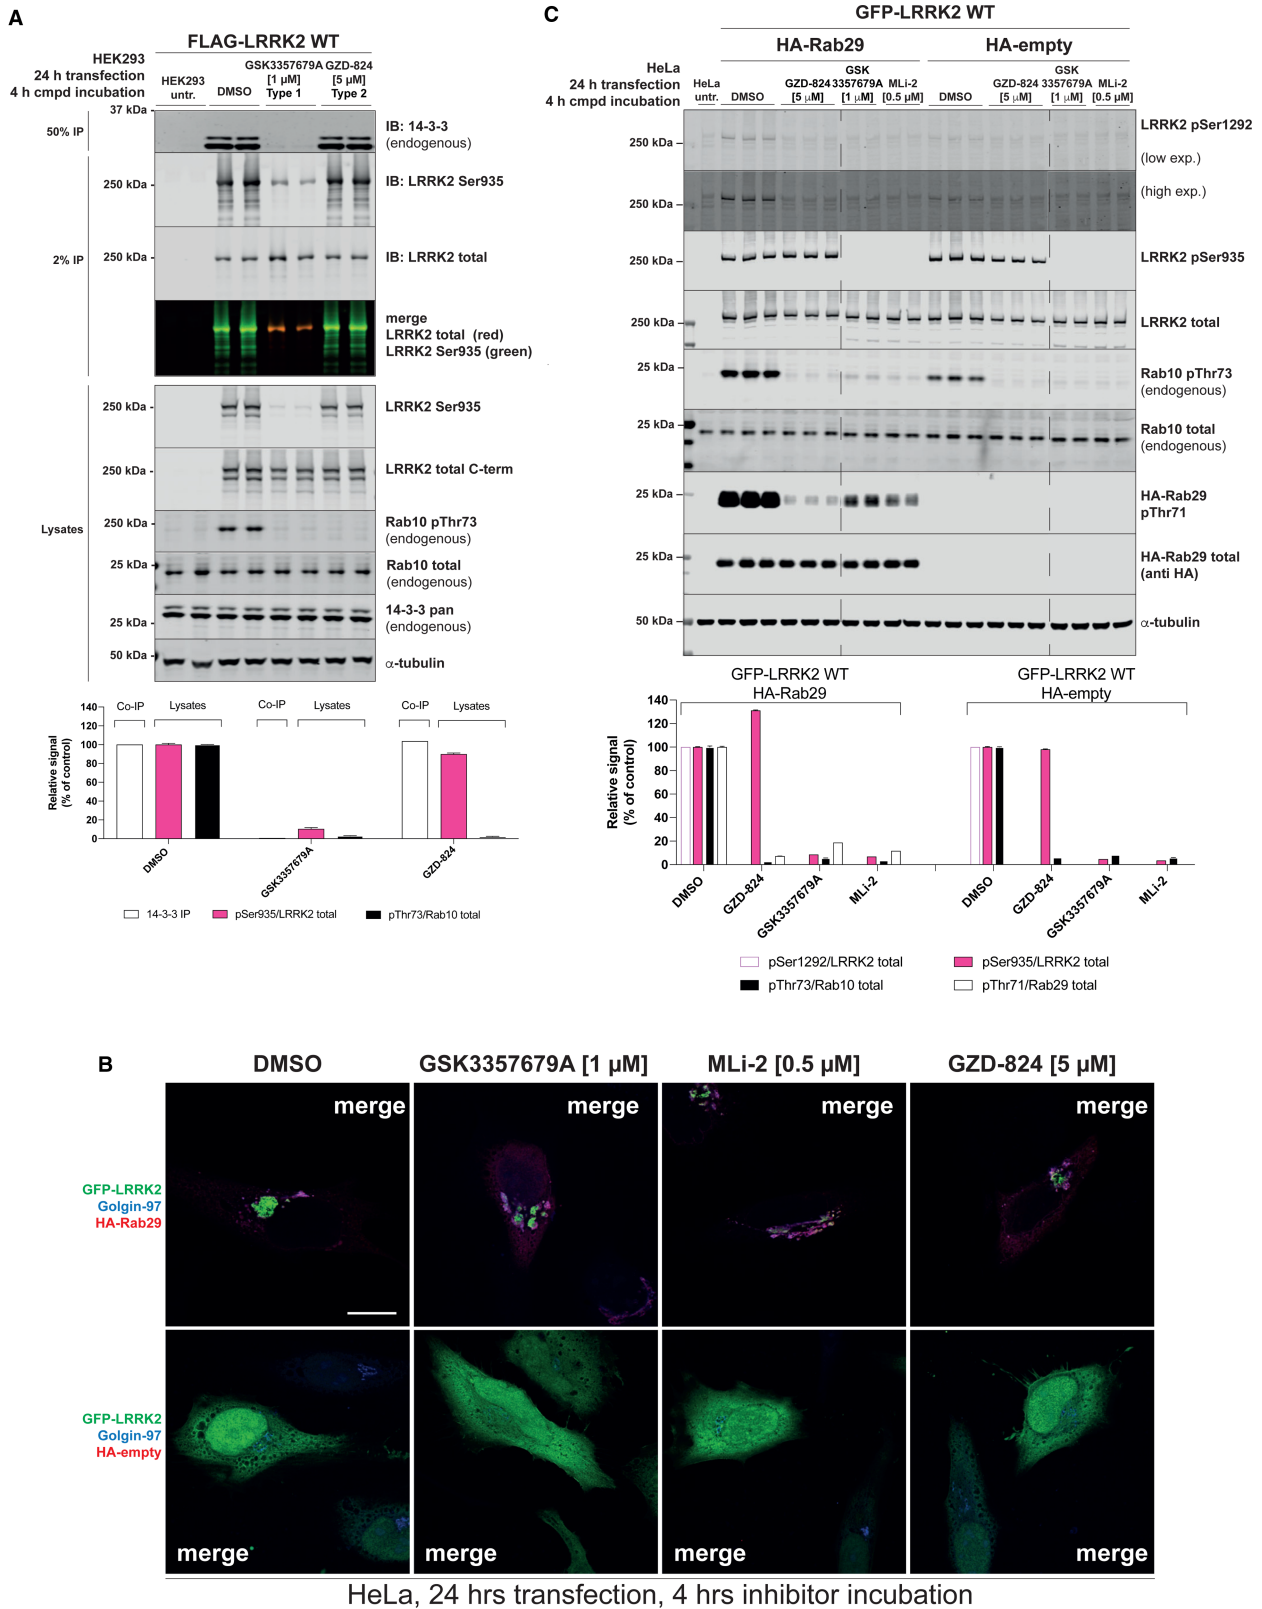 A
FLAG-LRRK2 WT
HEK293
24 h transfection
4 h cmpd incubation
HEK293
untr.
DMSO
GSK3357679A
[1 µM]
Type 1
GZD-824
[5 µM]
Type 2
37 kDa
50% IP
IB: 14-3-3
(endogenous)
250 kDa
IB: LRRK2 Ser935
2% IP
250 kDa
IB: LRRK2 total
merge
LRRK2 total (red)
LRRK2 Ser935 (green)
Lysates
250 kDa
LRRK2 Ser935
250 kDa
LRRK2 total C-term
250 kDa
Rab10 pThr73
(endogenous)
25 kDa
Rab10 total
(endogenous)
25 kDa
14-3-3 pan
(endogenous)
50 kDa
α-tubulin
Relative signal
(% of control)
140
120
100
80
60
40
20
0
Co-IP
Lysates
Co-IP
Lysates
Co-IP
Lysates
DMSO
GSK3357679A
GZD-824
14-3-3 IP
pSer935/LRRK2 total
pThr73/Rab10 total
C
GFP-LRRK2 WT
HA-Rab29
HA-empty
HeLa
24 h transfection
4 h cmpd incubation
HeLa
untr.
DMSO
GZD-824
[5 µM]
GSK
3357679A
[1 µM]
MLi-2
[0.5 µM]
DMSO
GZD-824
[5 µM]
GSK
3357679A
[1 µM]
MLi-2
[0.5 µM]
250 kDa
LRRK2 pSer1292
(low exp.)
250 kDa
(high exp.)
250 kDa
LRRK2 pSer935
250 kDa
LRRK2 total
25 kDa
Rab10 pThr73
(endogenous)
25 kDa
Rab10 total
(endogenous)
25 kDa
HA-Rab29
pThr71
25 kDa
HA-Rab29 total
(anti HA)
50 kDa
α-tubulin
GFP-LRRK2 WT
HA-Rab29
GFP-LRRK2 WT
HA-empty
Relative signal
(% of control)
140
120
100
80
60
40
20
0
DMSO
GZD-824
GSK3357679A
MLi-2
DMSO
GZD-824
GSK3357679A
MLi-2
pSer1292/LRRK2 total
pSer935/LRRK2 total
pThr73/Rab10 total
pThr71/Rab29 total
B
DMSO
GSK3357679A [1 µM]
MLi-2 [0.5 µM]
GZD-824 [5 µM]
merge
merge
merge
merge
GFP-LRRK2
Golgin-97
HA-Rab29
GFP-LRRK2
Golgin-97
HA-empty
merge
merge
merge
merge
HeLa, 24 hrs transfection, 4 hrs inhibitor incubation